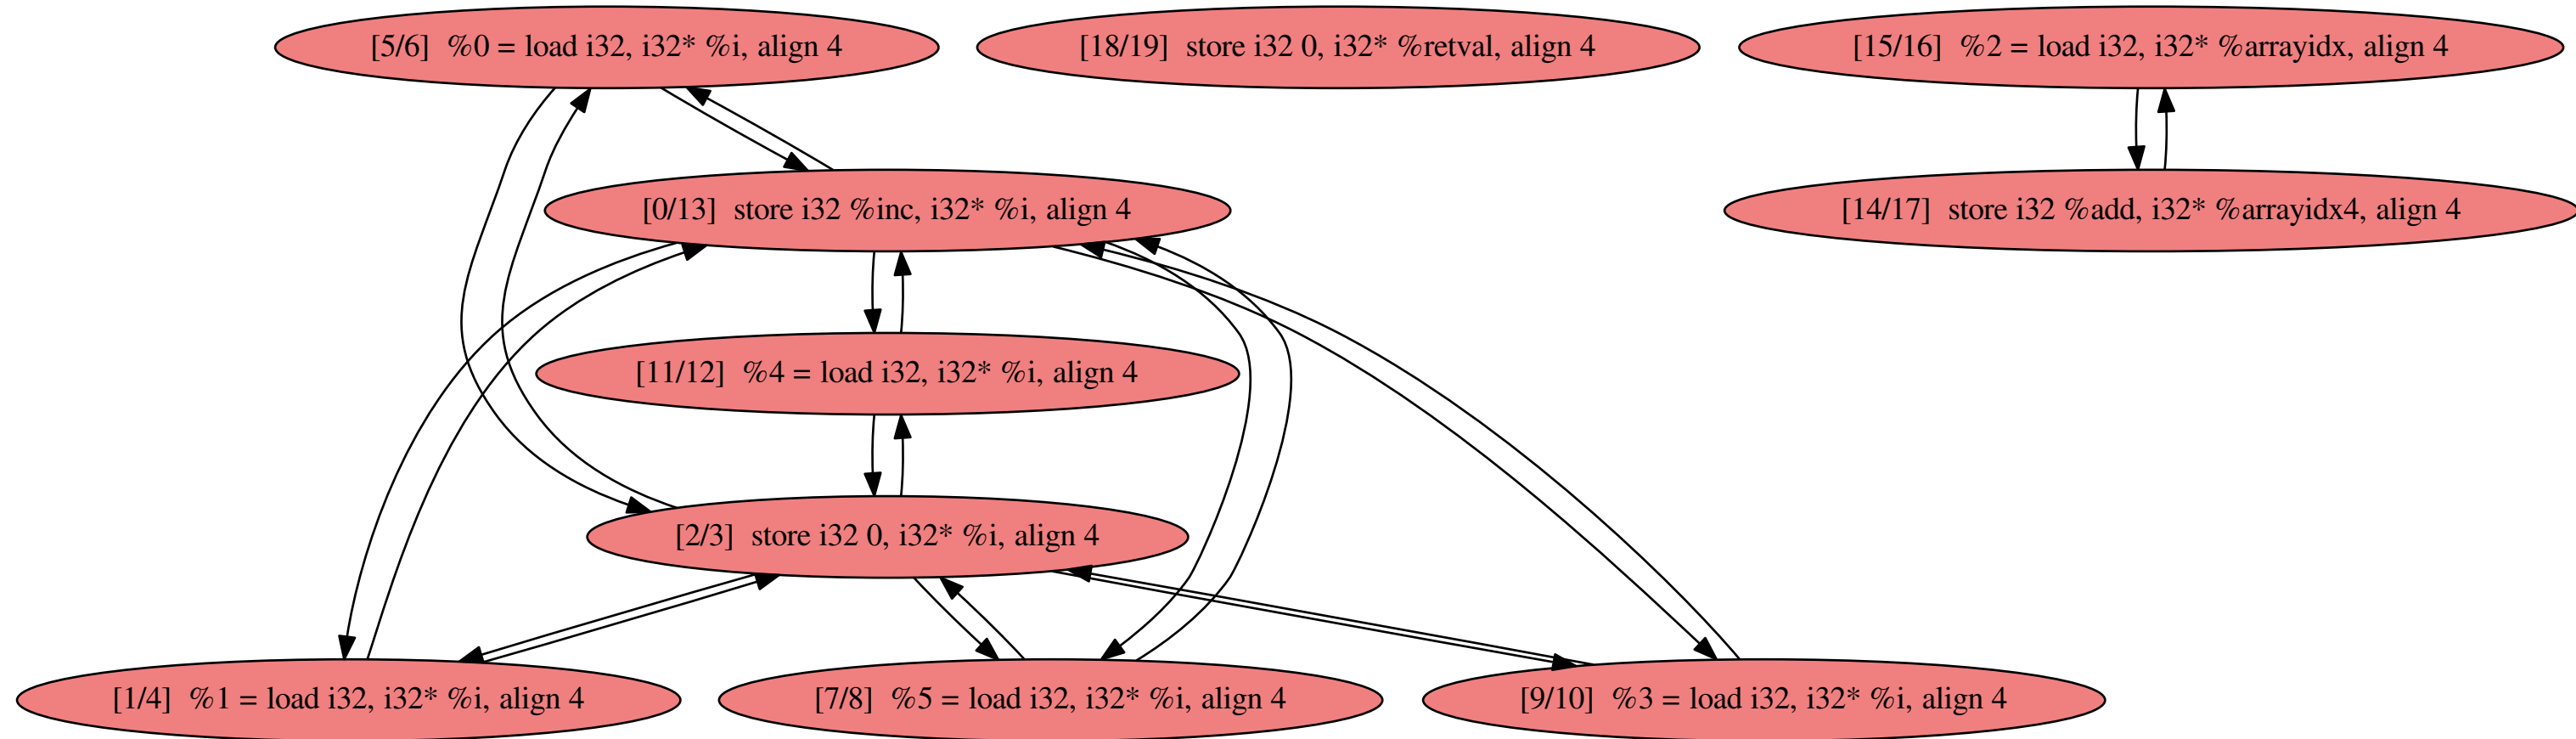 [5/6]  %0 = load i32, i32* %i, align 4
[18/19]  store i32 0, i32* %retval, align 4
[15/16]  %2 = load i32, i32* %arrayidx, align 4
[0/13]  store i32 %inc, i32* %i, align 4
[14/17]  store i32 %add, i32* %arrayidx4, align 4
[11/12]  %4 = load i32, i32* %i, align 4
[2/3]  store i32 0, i32* %i, align 4
[1/4]  %1 = load i32, i32* %i, align 4
[7/8]  %5 = load i32, i32* %i, align 4
[9/10]  %3 = load i32, i32* %i, align 4